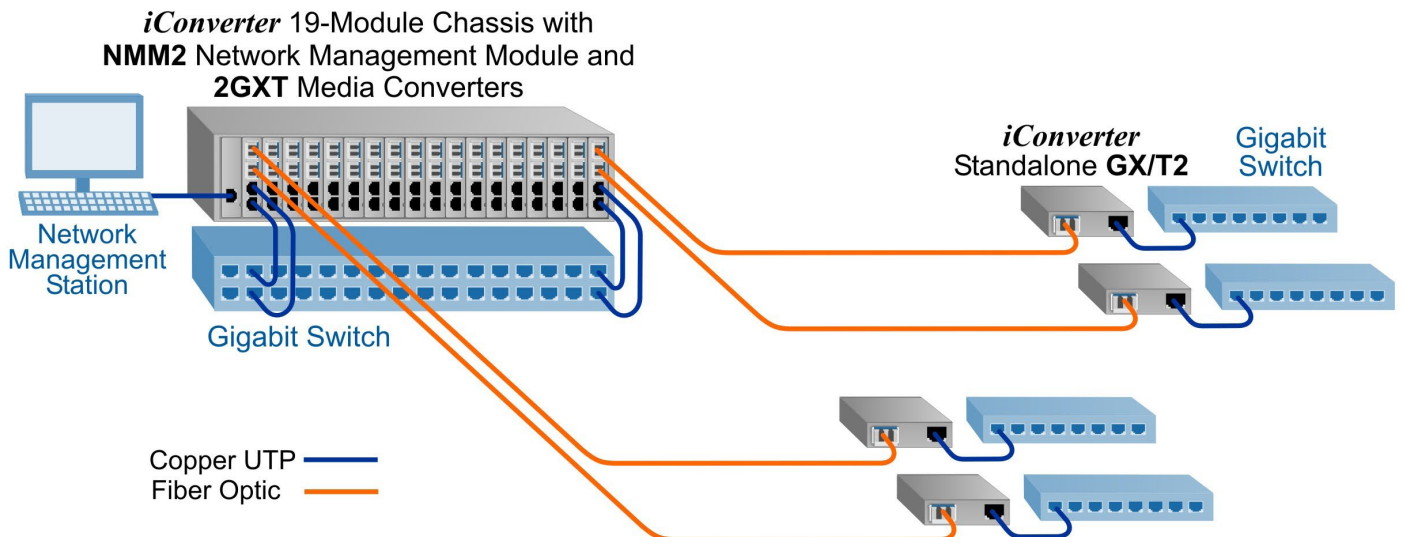 iConverter 19-Module Chassis with
NMM2 Network Management Module and
2GXT Media Converters
iConverter
Standalone GX/T2
Gigabit
Switch
Network
Management
Station
Gigabit Switch
Copper UTP
Fiber Optic